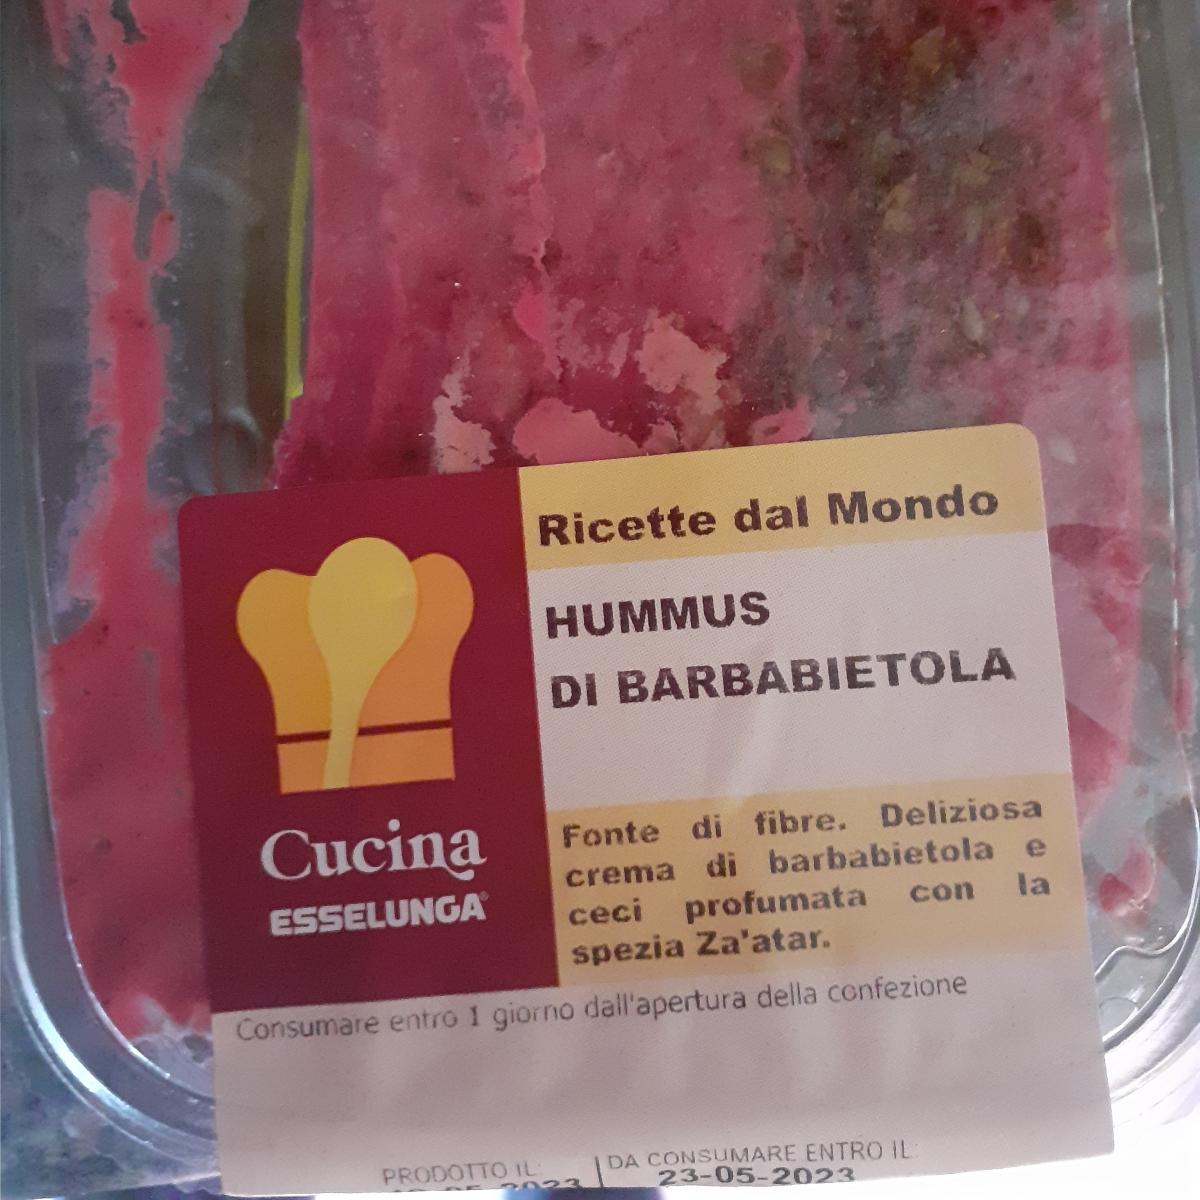 Ricette dal Mondo
HUMMUS
DI BARBABIETOLA
Cucina
ESSELUNGA
Fonte di fibre. Deliziosa
crema di barbabietola e
ceci profumata con la
spezia Za'atar.
Consumare entro 1 giorno dall'apertura della confezione
PRODOTTO IL:
DA CONSUMARE ENTRO IL:
23-05-2023